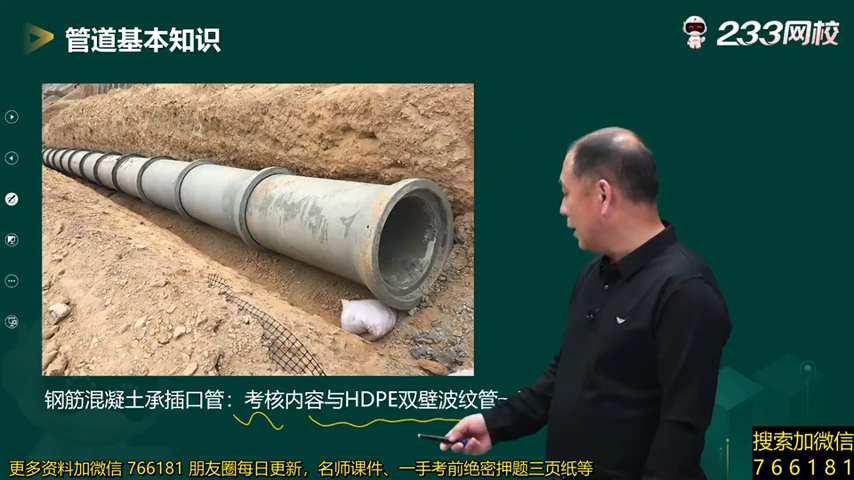 管道基本知识
233网校
钢筋混凝土承插口管：考核内容与HDPE双壁波纹管
搜索加微信
766181
更多资料加微信 766181 朋友圈每日更新，名师课件、一手考前绝密押题三页纸等